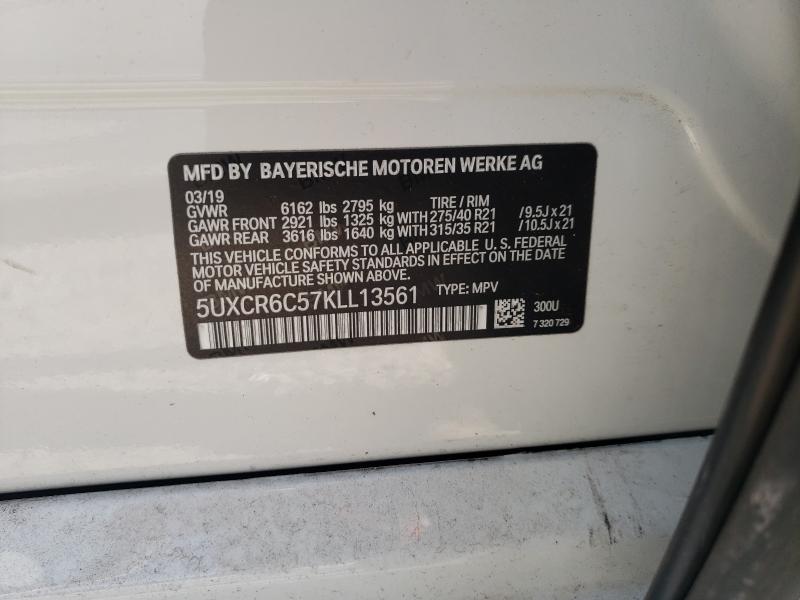 MFD BY BAYERISCHE MOTOREN WERKE AG
03/19
GVWR 6162 lbs 2795 kg TIRE / RIM
GAWR FRONT 2921 lbs 1325 kg WITH 275/40 R21 /9.5J x 21
GAWR REAR 3616 lbs 1640 kg WITH 315/35 R21 /10.5J x 21
THIS VEHICLE CONFORMS TO ALL APPLICABLE U.S. FEDERAL
MOTOR VEHICLE SAFETY STANDARDS IN EFFECT ON THE DATE
OF MANUFACTURE SHOWN ABOVE.
5UXCR6C57KLL13561 TYPE: MPV
300U
7 320 729